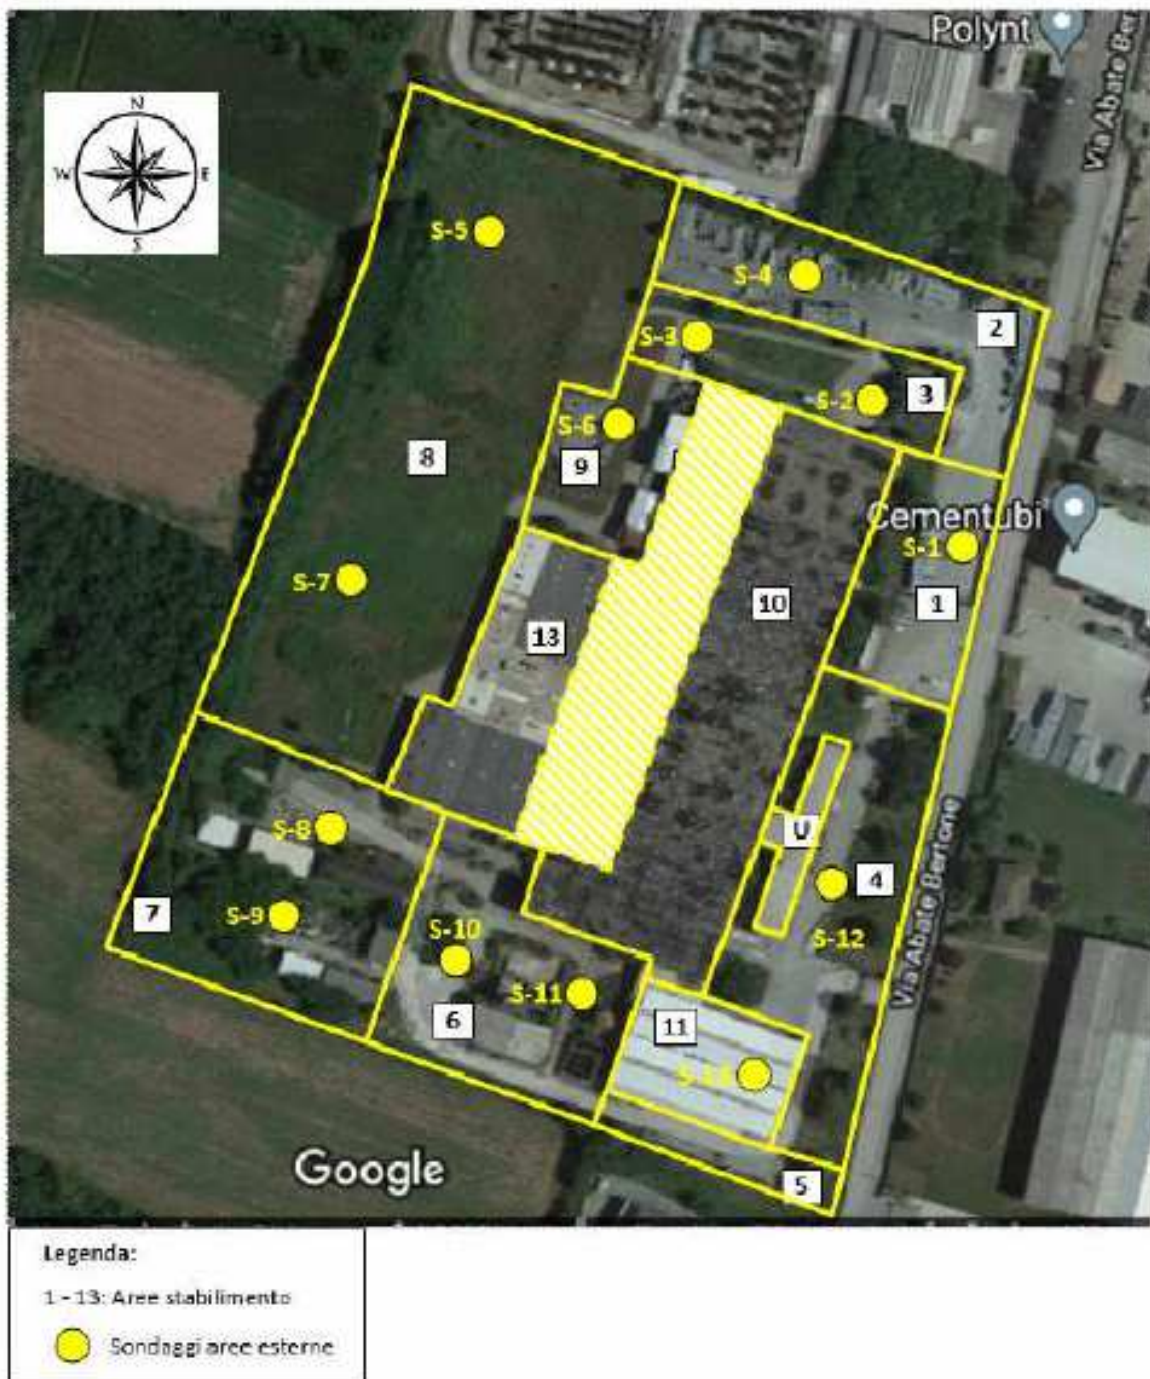 Polynt
Via Abate Ber
N
W
E
S
S-5
S-4
2
S-3
S-2
3
S-6
8
9
Cementubi
S-1
S-7
10
1
13
U
S-8
4
7
S-9
S-10
S-12
Via Abate Bertone
S-11
6
11
5
Google
Legenda:
1 - 13: Aree stabilimento
Sondaggi aree esterne